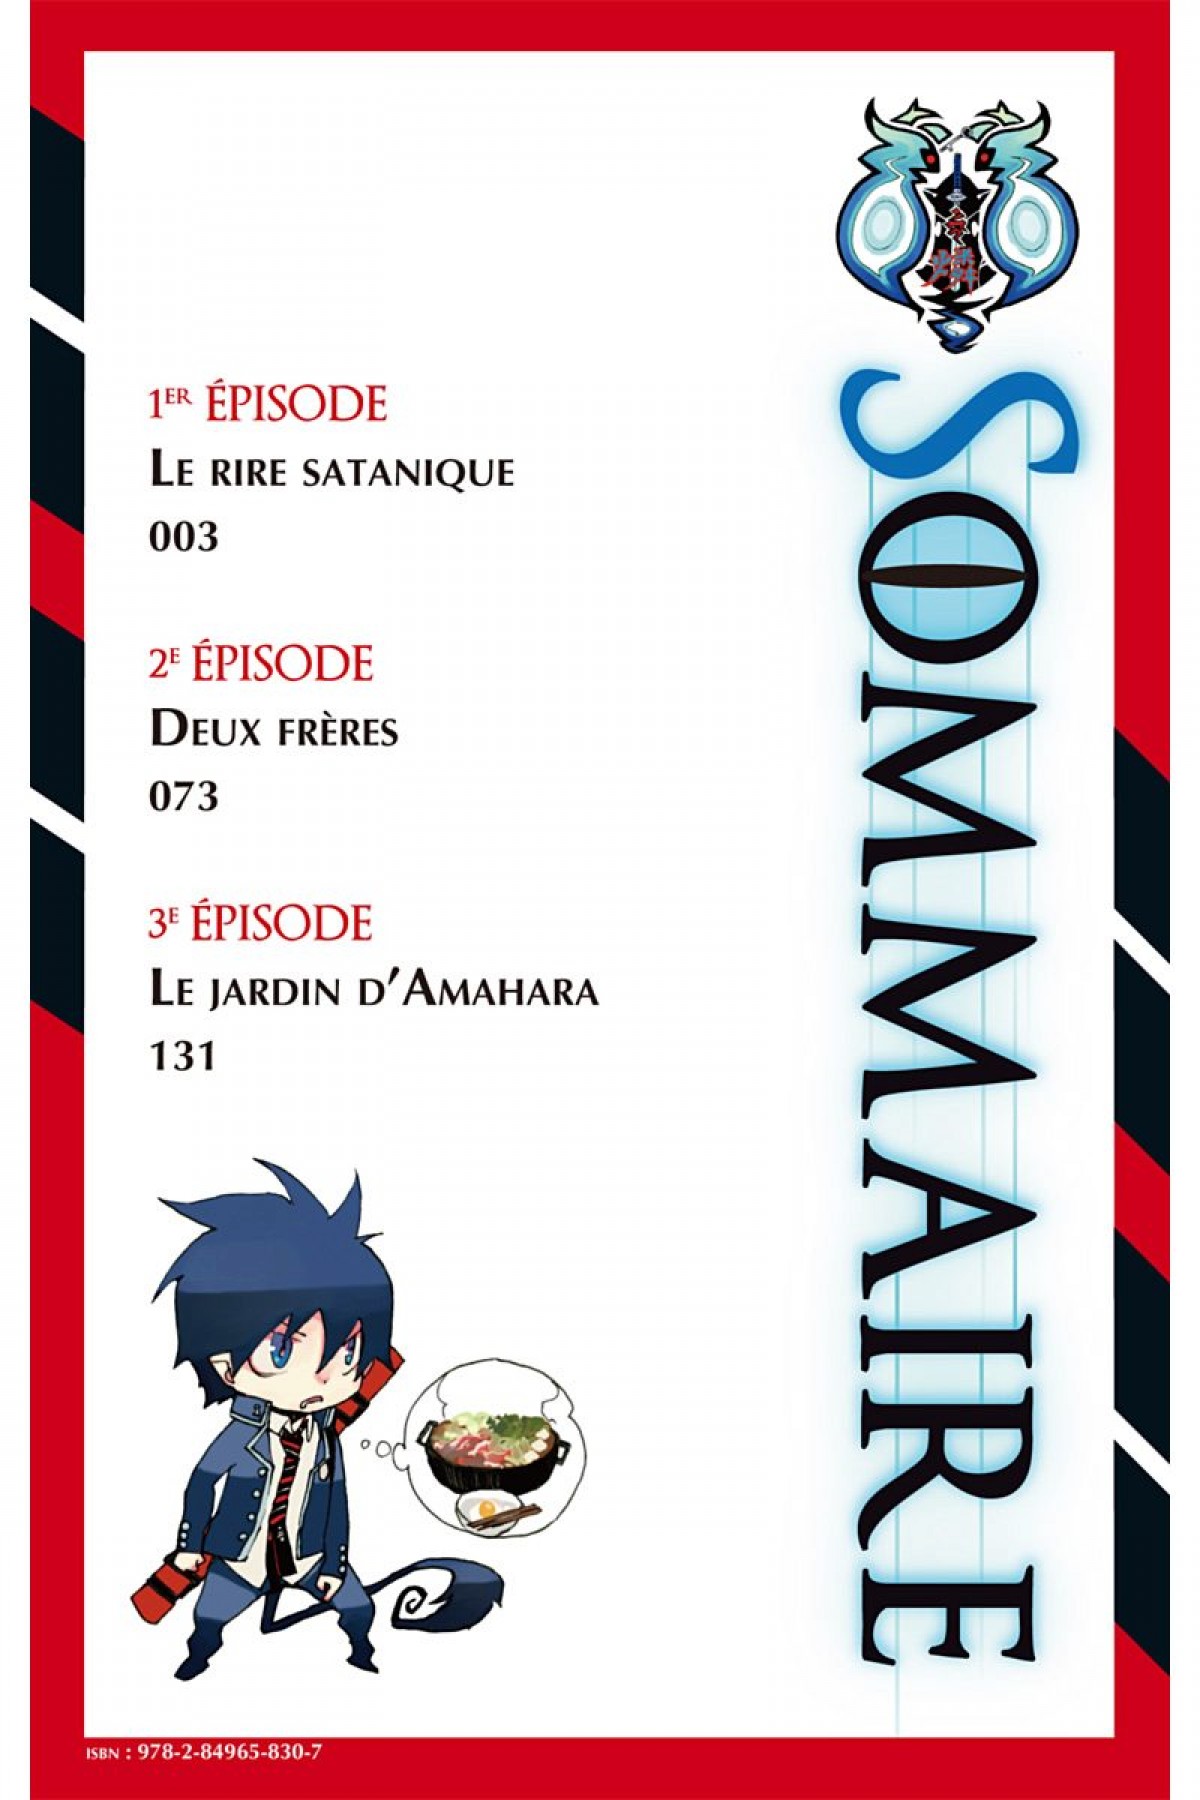 SOMMAIRE
1ER ÉPISODE
LE RIRE SATANIQUE
003
2E ÉPISODE
DEUX FRÈRES
073
3E ÉPISODE
LE JARDIN D’AMAHARA
131
ISBN : 978-2-84965-830-7